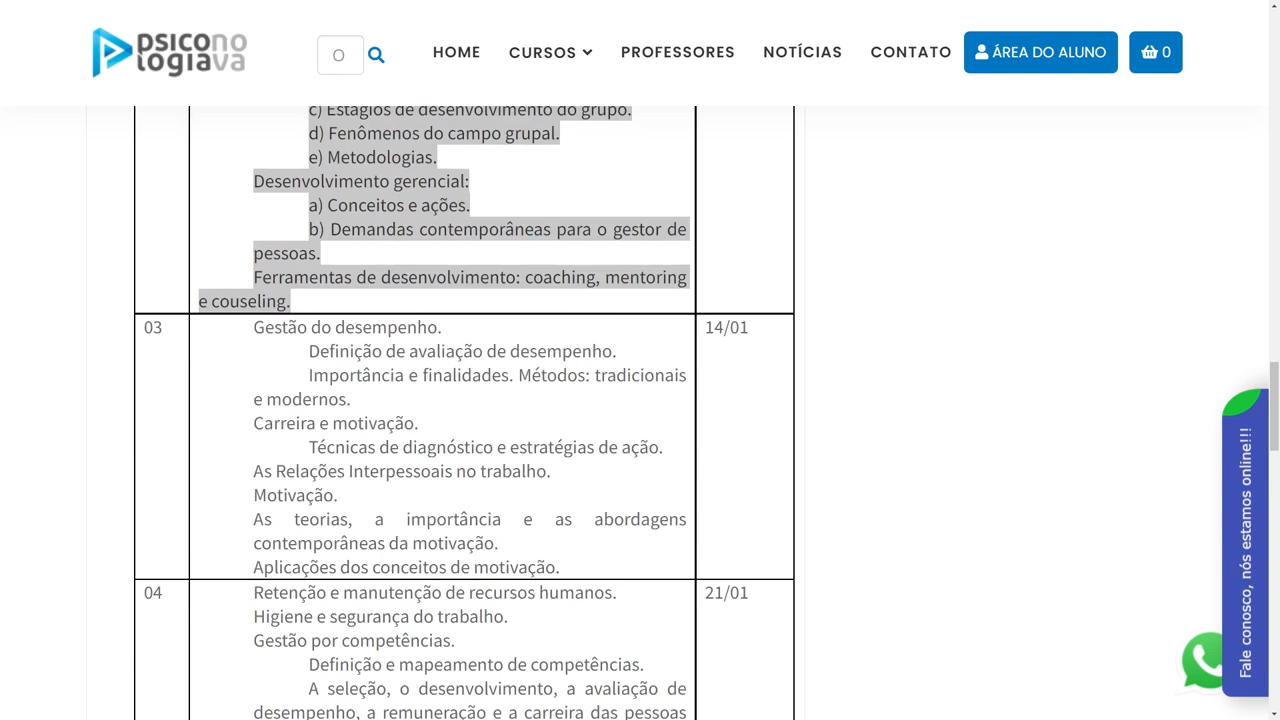 psicono
logiava
O
HOME
CURSOS
PROFESSORES
NOTÍCIAS
CONTATO
ÁREA DO ALUNO
0
c) Estágios de desenvolvimento do grupo.
d) Fenômenos do campo grupal.
e) Metodologias.
Desenvolvimento gerencial:
a) Conceitos e ações.
b) Demandas contemporâneas para o gestor de
pessoas.
Ferramentas de desenvolvimento: coaching, mentoring
e couseling.
03
Gestão do desempenho.
14/01
Definição de avaliação de desempenho.
Importância e finalidades. Métodos: tradicionais
e modernos.
Carreira e motivação.
Técnicas de diagnóstico e estratégias de ação.
As Relações Interpessoais no trabalho.
Motivação.
As teorias, a importância e as abordagens
contemporâneas da motivação.
Aplicações dos conceitos de motivação.
04
Retenção e manutenção de recursos humanos.
21/01
Higiene e segurança do trabalho.
Gestão por competências.
Definição e mapeamento de competências.
A seleção, o desenvolvimento, a avaliação de
desempenho, a remuneração e a carreira das pessoas
Fale conosco, nós estamos online!!!